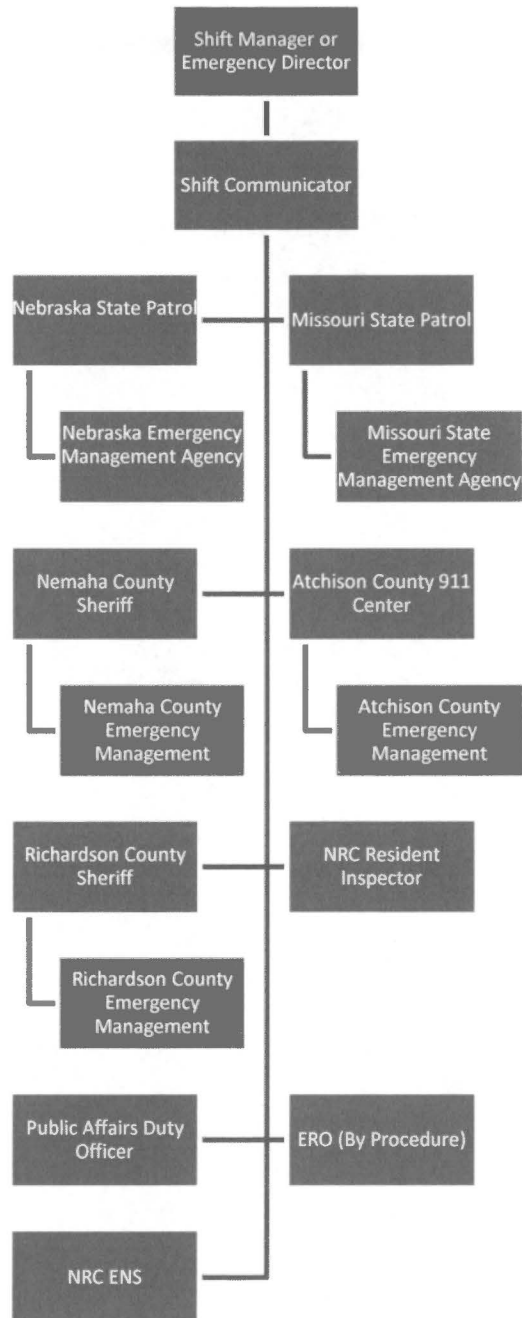 Shift Manager or
Emergency Director
Shift Communicator
Nebraska State Patrol
Missouri State Patrol
Nebraska Emergency
Management Agency
Missouri State
Emergency
Management Agency
Nemaha County
Sheriff
Atchison County 911
Center
Nemaha County
Emergency
Management
Atchison County
Emergency
Management
Richardson County
Sheriff
NRC Resident
Inspector
Richardson County
Emergency
Management
Public Affairs Duty
Officer
ERO (By Procedure)
NRC ENS